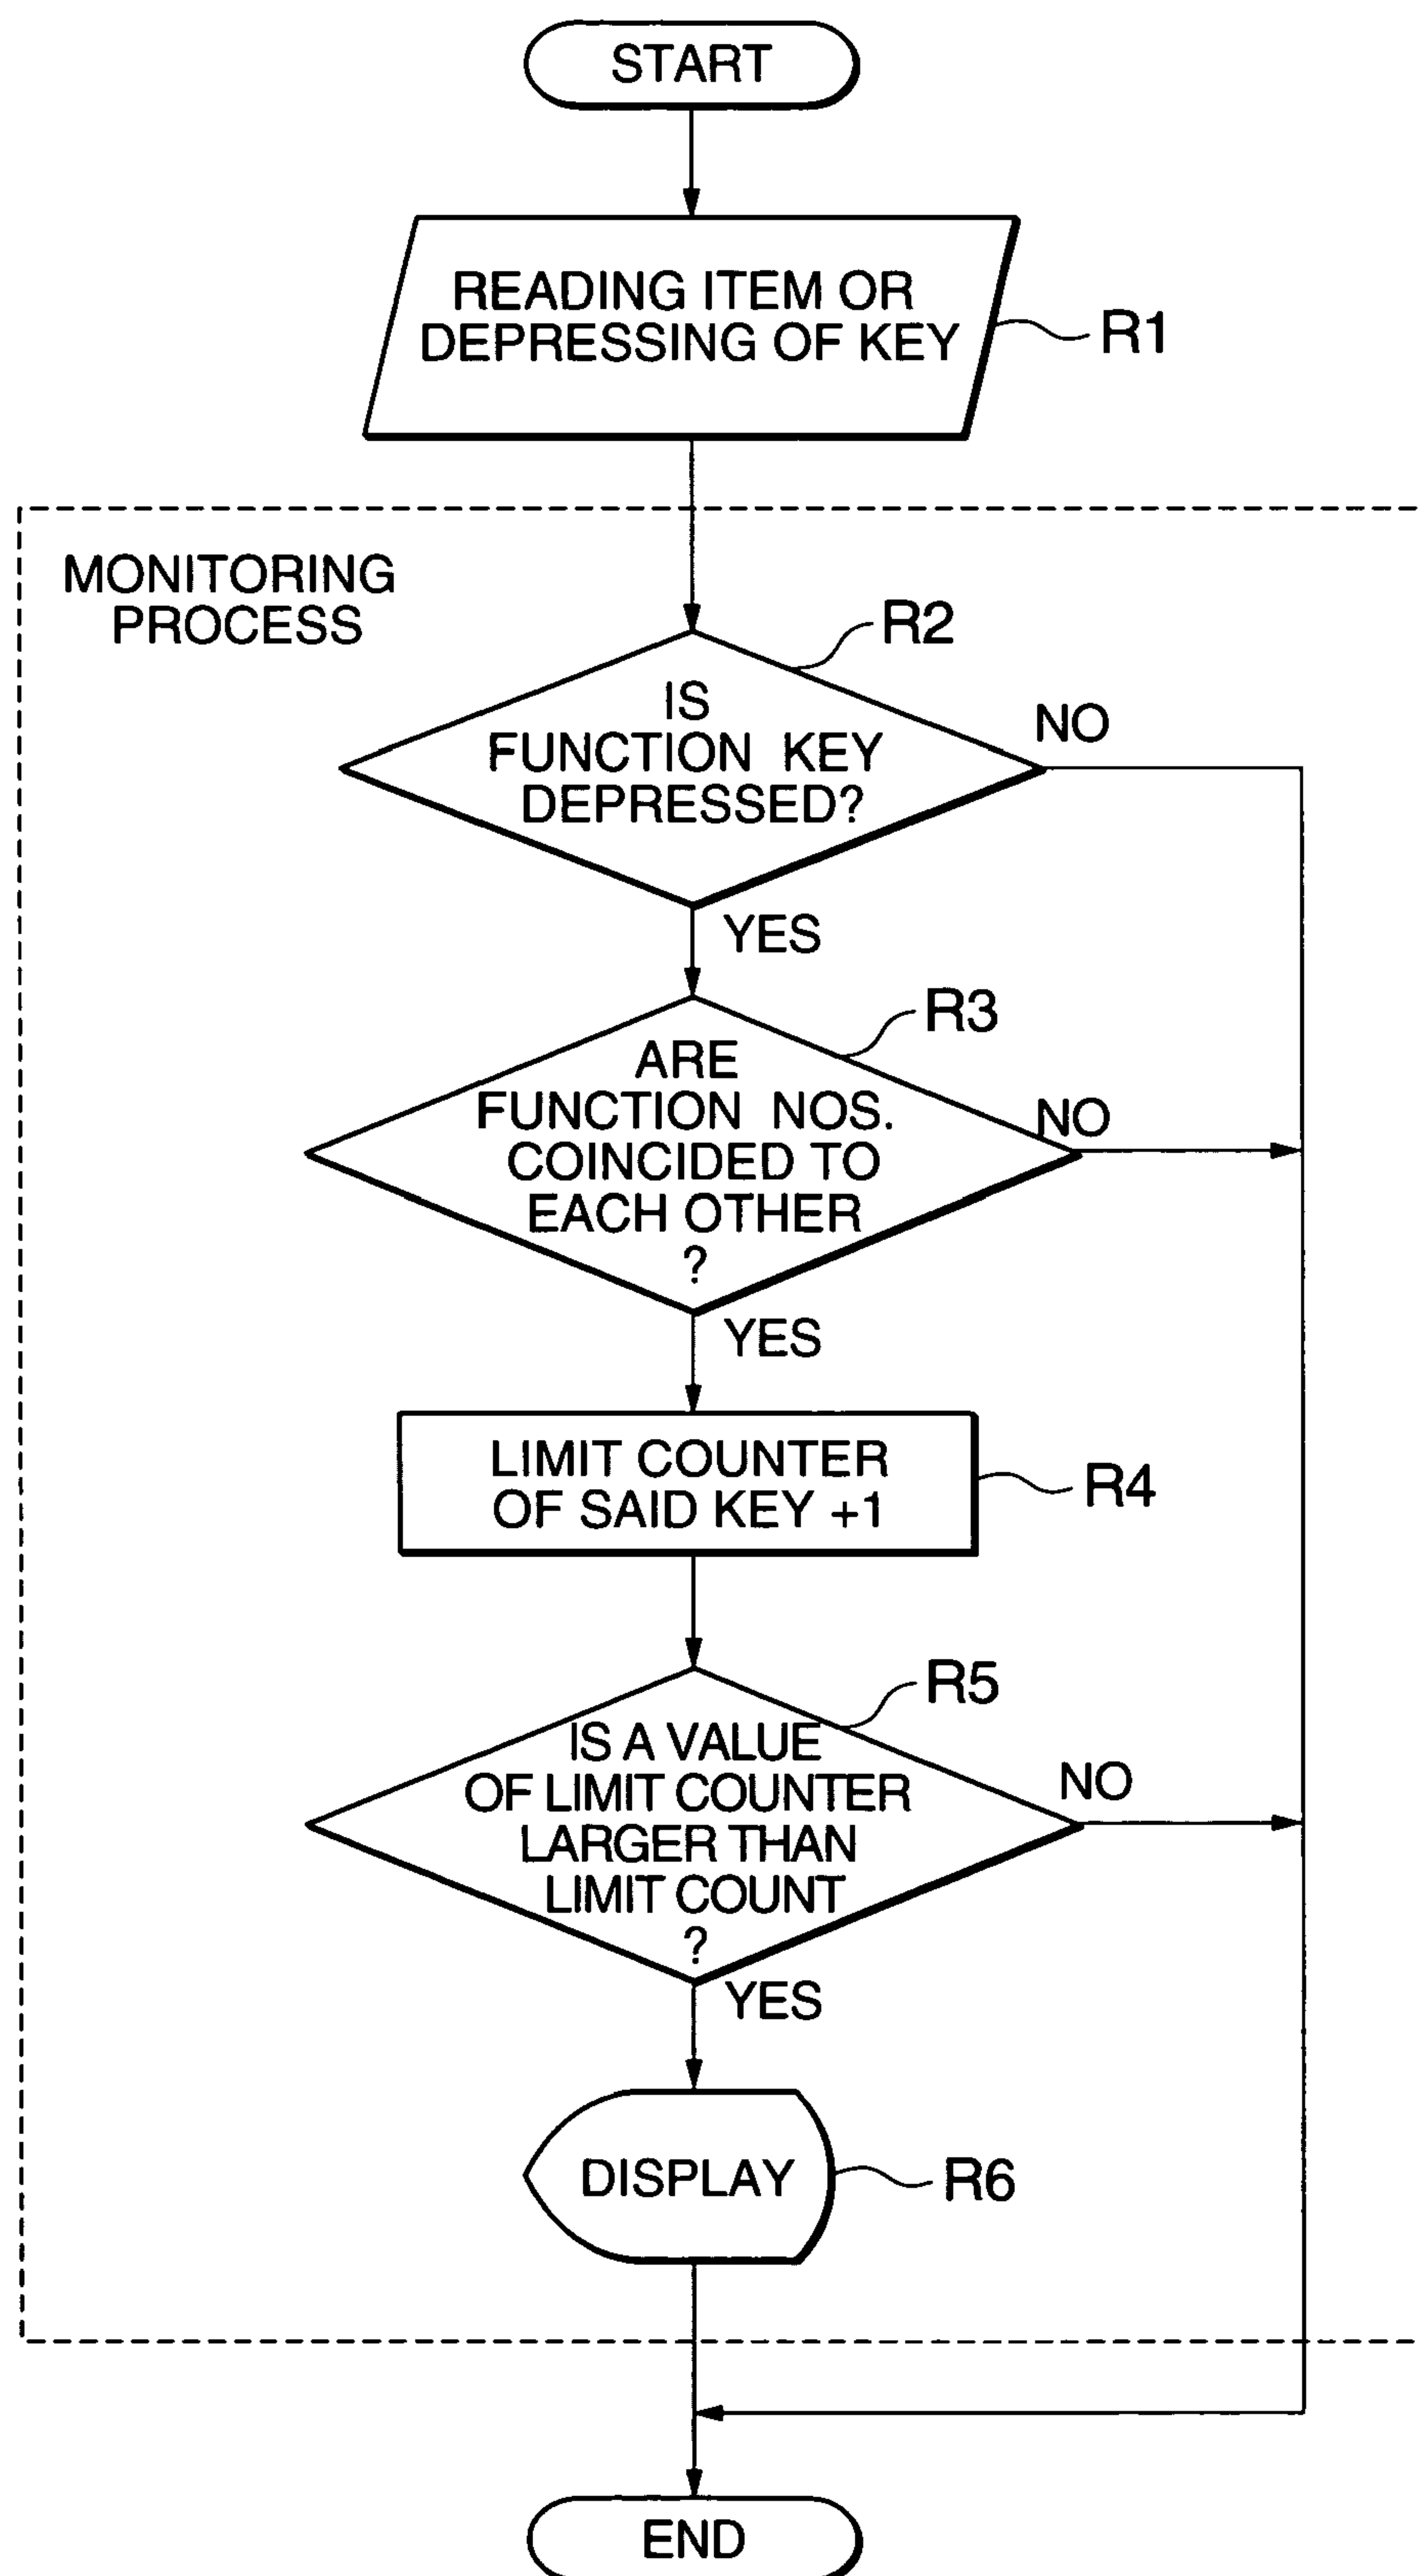 START
READING ITEM OR
DEPRESSING OF KEY
R1
MONITORING
PROCESS
R2
IS
FUNCTION KEY
DEPRESSED?
NO
YES
R3
ARE
FUNCTION NOS.
COINCIDED TO
EACH OTHER
?
NO
YES
LIMIT COUNTER
OF SAID KEY +1
R4
R5
IS A VALUE
OF LIMIT COUNTER
LARGER THAN
LIMIT COUNT
?
NO
YES
DISPLAY
R6
END